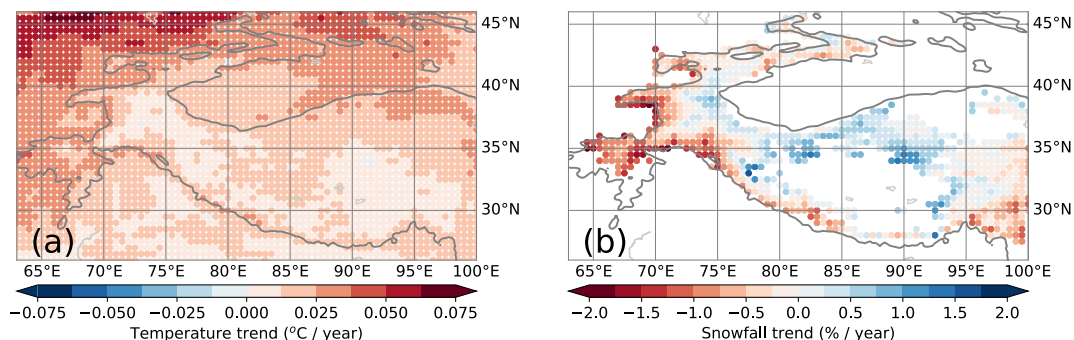 45°N
40°N
35°N
30°N
(a)
65°E 70°E 75°E 80°E 85°E 90°E 95°E 100°E
−0.075 −0.050 −0.025 0.000 0.025 0.050 0.075
Temperature trend (°C / year)
45°N
40°N
35°N
30°N
(b)
65°E 70°E 75°E 80°E 85°E 90°E 95°E 100°E
−2.0 −1.5 −1.0 −0.5 0.0 0.5 1.0 1.5 2.0
Snowfall trend (% / year)